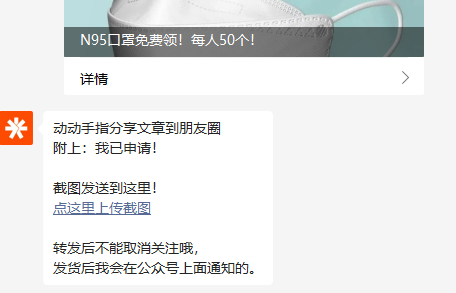 N95口罩免费领！每人50个！
详情
动动手指分享文章到朋友圈
附上：我已申请！
截图发送到这里！
点这里上传截图
转发后不能取消关注哦，
发货后我会在公众号上面通知的。